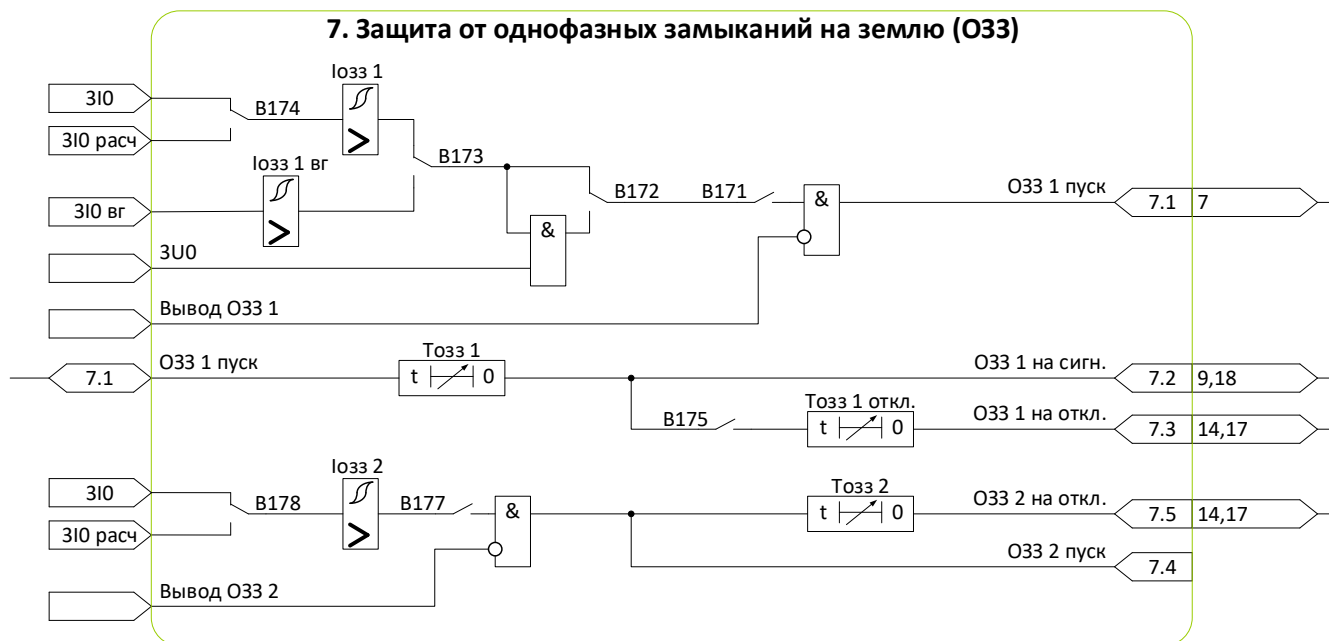 7. Защита от однофазных замыканий на землю (ОЗЗ)
Iозз 1
3I0
B174
3I0 расч
>
Iозз 1 вг
B173
3I0 вг
>
B172
B171
&
ОЗЗ 1 пуск
7.1
7
&
3U0
Вывод ОЗЗ 1
7.1
ОЗЗ 1 пуск
Tозз 1
t
0
ОЗЗ 1 на сигн.
7.2
9,18
B175
Tозз 1 откл.
t
0
ОЗЗ 1 на откл.
7.3
14,17
Iозз 2
3I0
B178
3I0 расч
>
B177
&
Tозз 2
t
0
ОЗЗ 2 на откл.
7.5
14,17
ОЗЗ 2 пуск
7.4
Вывод ОЗЗ 2